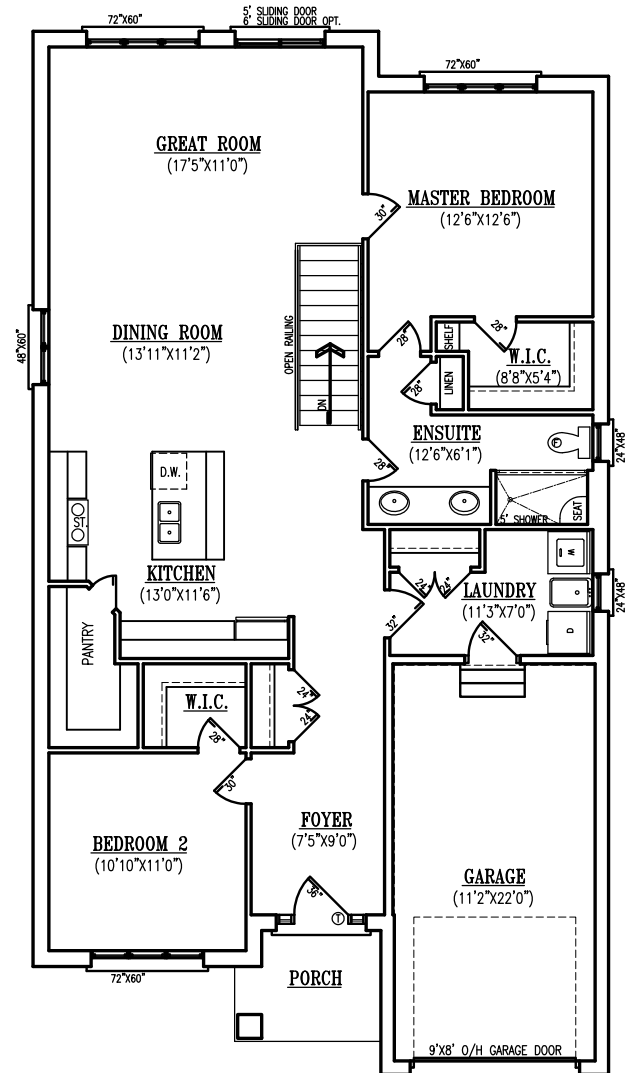 5' SLIDING DOOR
6' SLIDING DOOR OPT.
72"X60"
72"X60"
GREAT ROOM
(17'5"X11'0")
MASTER BEDROOM
(12'6"X12'6")
30"
48"X60"
DINING ROOM
(13'11"X11'2")
OPEN RAILING
DN
28"
SHELF
28"
W.I.C.
(8'8"X5'4")
28"
LINEN
ENSUITE
(12'6"X6'1")
F
24"X48"
28"
D.W.
ST.
5' SHOWER
SEAT
KITCHEN
(13'0"X11'6")
24"
24"
W
LAUNDRY
(11'3"X7'0")
24"X48"
32"
32"
D
PANTRY
W.I.C.
24"
24"
28"
30"
FOYER
(7'5"X9'0")
BEDROOM 2
(10'10"X11'0")
GARAGE
(11'2"X22'0")
36"
T
72"X60"
PORCH
9'X8' O/H GARAGE DOOR